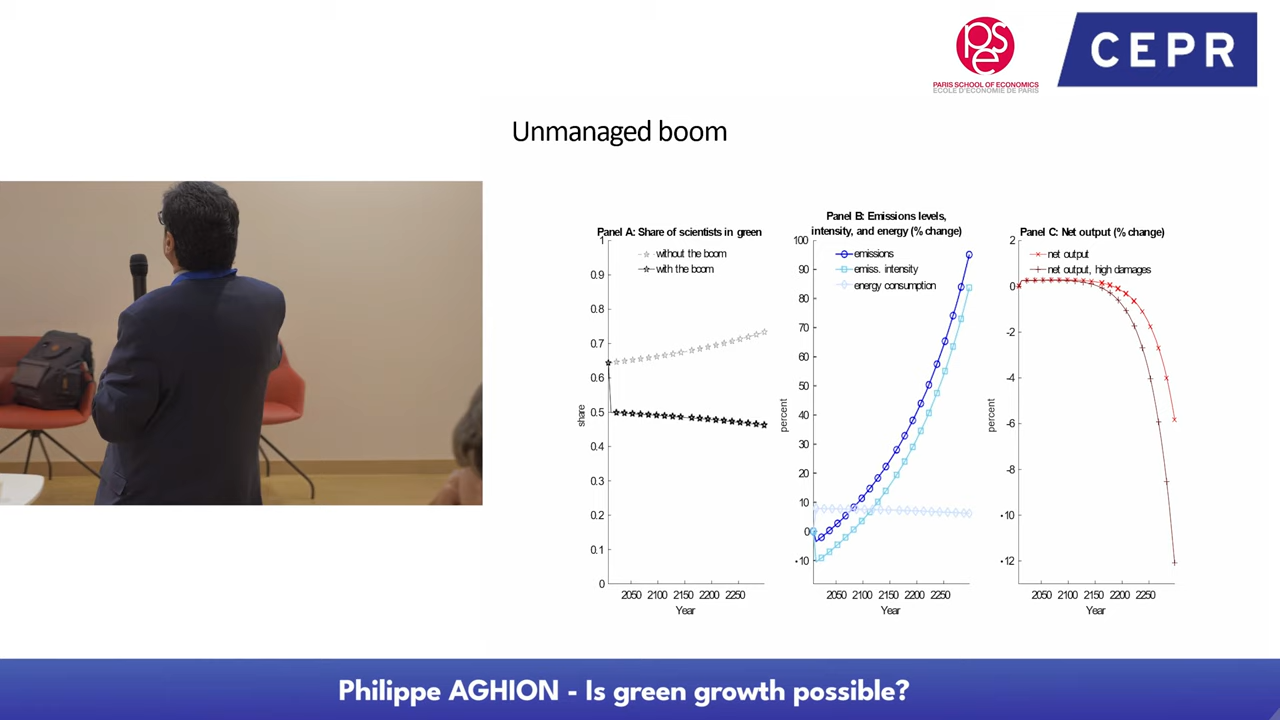 pse
PARIS SCHOOL OF ECONOMICS
ÉCOLE D'ÉCONOMIE DE PARIS
CEPR
Unmanaged boom
Panel A: Share of scientists in green
without the boom
with the boom
share
1
0.9
0.8
0.7
0.6
0.5
0.4
0.3
0.2
0.1
0
2050 2100 2150 2200 2250
Year
Panel B: Emissions levels,
intensity, and energy (% change)
emissions
emiss. intensity
energy consumption
percent
100
90
80
70
60
50
40
30
20
10
0
-10
2050 2100 2150 2200 2250
Year
Panel C: Net output (% change)
net output
net output, high damages
percent
2
0
-2
-4
-6
-8
-10
-12
2050 2100 2150 2200 2250
Year
Philippe AGHION - Is green growth possible?